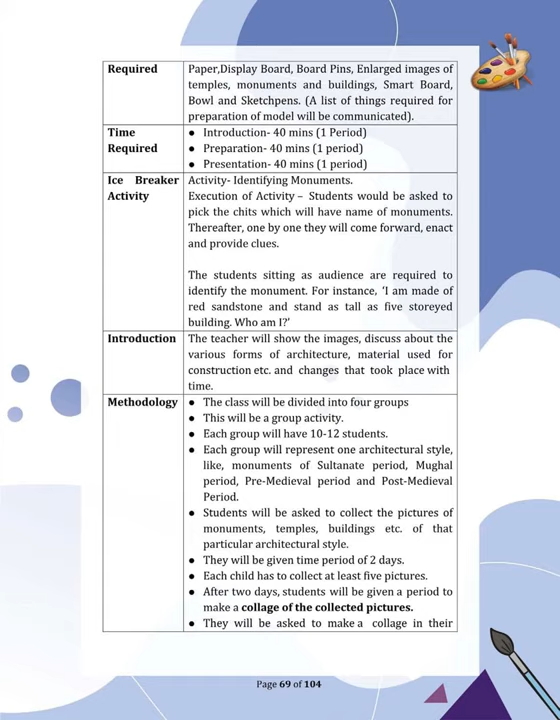 Required
Paper,Display Board, Board Pins, Enlarged images of
temples, monuments and buildings, Smart Board,
Bowl and Sketchpens. (A list of things required for
preparation of model will be communicated).
Time
Required
● Introduction- 40 mins (1 Period)
● Preparation- 40 mins (1 period)
● Presentation- 40 mins (1 period)
Ice Breaker
Activity
Activity- Identifying Monuments.
Execution of Activity – Students would be asked to
pick the chits which will have name of monuments.
Thereafter, one by one they will come forward, enact
and provide clues.
The students sitting as audience are required to
identify the monument. For instance, ‘I am made of
red sandstone and stand as tall as five storeyed
building. Who am I?’
Introduction
The teacher will show the images, discuss about the
various forms of architecture, material used for
construction etc. and changes that took place with
time.
Methodology
● The class will be divided into four groups
● This will be a group activity.
● Each group will have 10-12 students.
● Each group will represent one architectural style,
like, monuments of Sultanate period, Mughal
period, Pre-Medieval period and Post-Medieval
Period.
● Students will be asked to collect the pictures of
monuments, temples, buildings etc. of that
particular architectural style.
● They will be given time period of 2 days.
● Each child has to collect at least five pictures.
● After two days, students will be given a period to
make a collage of the collected pictures.
● They will be asked to make a collage in their
Page 69 of 104